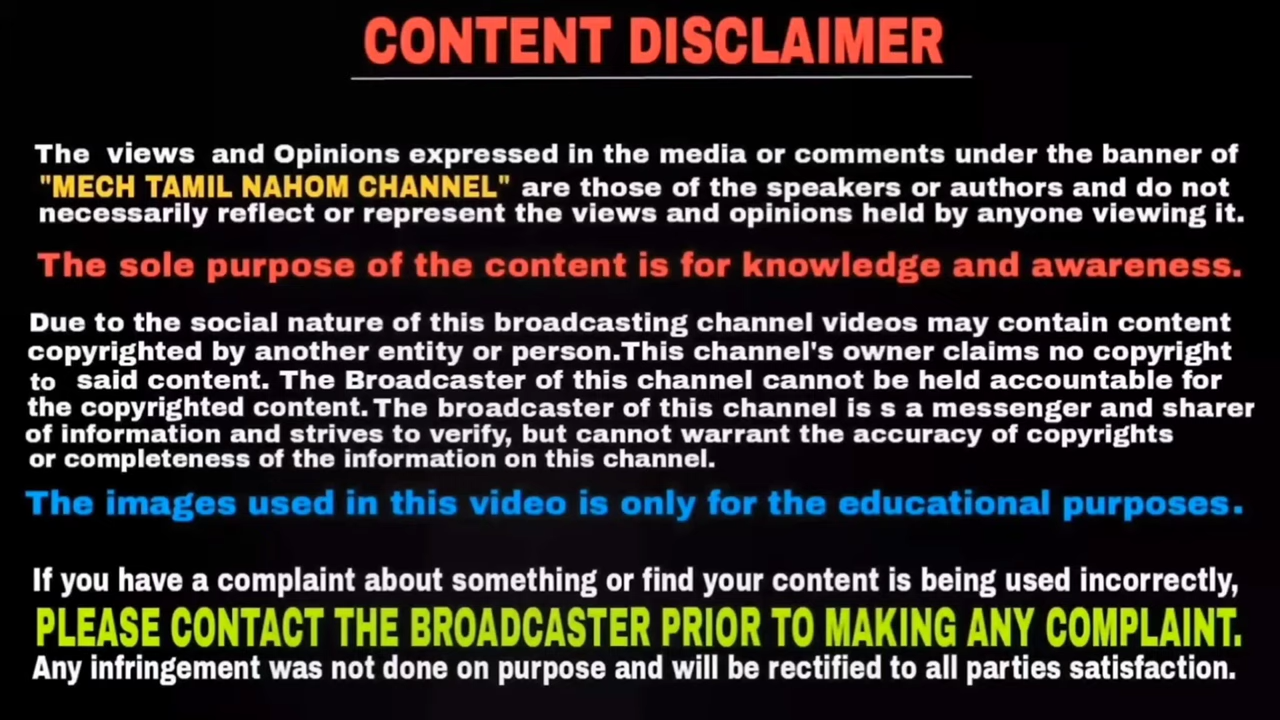 CONTENT DISCLAIMER
The views and Opinions expressed in the media or comments under the banner of
"MECH TAMIL NAHOM CHANNEL" are those of the speakers or authors and do not
necessarily reflect or represent the views and opinions held by anyone viewing it.
The sole purpose of the content is for knowledge and awareness.
Due to the social nature of this broadcasting channel videos may contain content
copyrighted by another entity or person.This channel's owner claims no copyright
to said content. The Broadcaster of this channel cannot be held accountable for
the copyrighted content. The broadcaster of this channel is s a messenger and sharer
of information and strives to verify, but cannot warrant the accuracy of copyrights
or completeness of the information on this channel.
The images used in this video is only for the educational purposes.
If you have a complaint about something or find your content is being used incorrectly,
PLEASE CONTACT THE BROADCASTER PRIOR TO MAKING ANY COMPLAINT.
Any infringement was not done on purpose and will be rectified to all parties satisfaction.